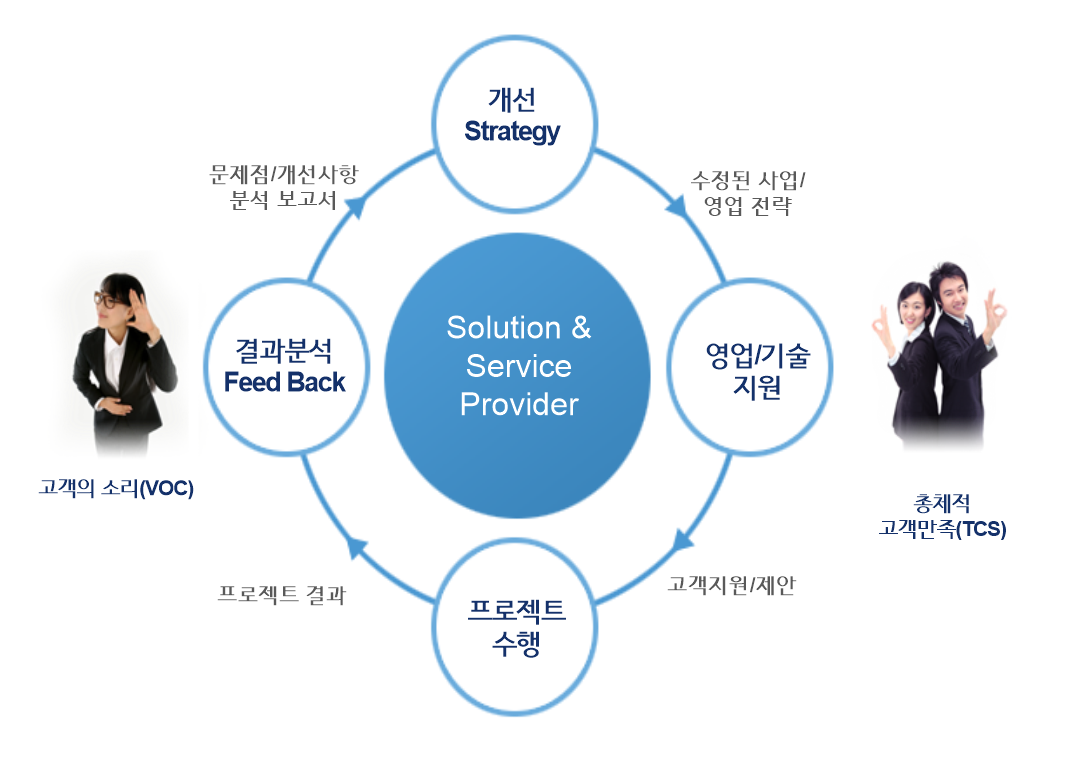 개선
Strategy
문제점/개선사항
분석 보고서
수정된 사업/
영업 전략
Solution &
Service
Provider
결과분석
Feed Back
영업/기술
지원
고객의 소리(VOC)
총체적
고객만족(TCS)
프로젝트 결과
고객지원/제안
프로젝트
수행